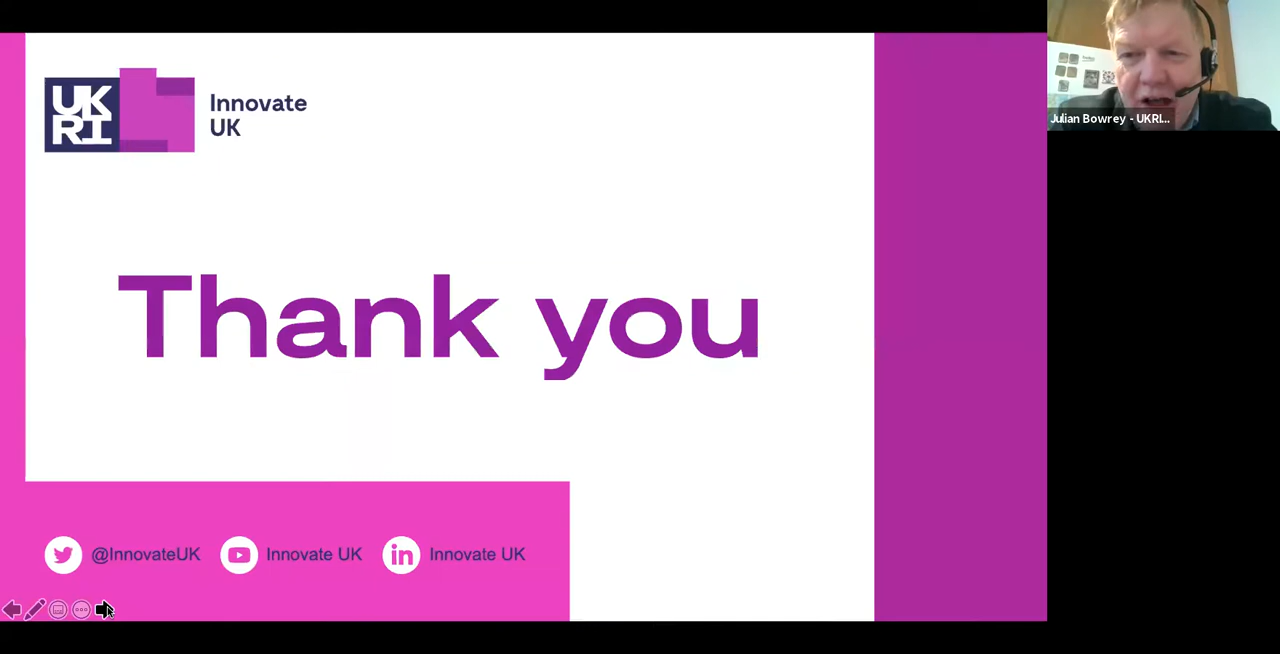 UK
RI
Innovate
UK
Thank you
@InnovateUK
Innovate UK
Innovate UK
Julian Bowrey - UKRI...